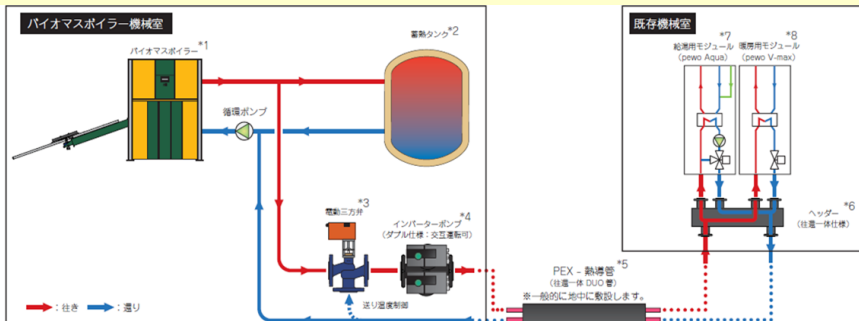 バイオマスボイラー機械室
既存機械室
バイオマスボイラー *1
蓄熱タンク *2
循環ポンプ
*7
給湯用モジュール
（pewo Aqua）
*8
暖房用モジュール
（pewo V-max）
電動三方弁 *3
インバーターポンプ *4
（ダブル仕様：交互運転可）
ヘッダー *6
（往還一体仕様）
PEX - 熱導管 *5
（往還一体 DUO 管）
※一般的に地中に敷設します。
送り温度制御
：往き
：還り